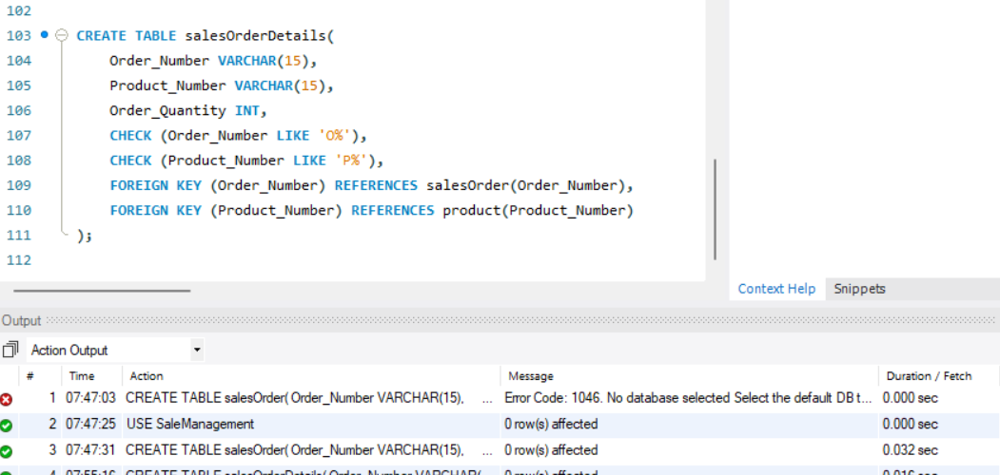 102
103 CREATE TABLE salesOrderDetails(
104 Order_Number VARCHAR(15),
105 Product_Number VARCHAR(15),
106 Order_Quantity INT,
107 CHECK (Order_Number LIKE 'O%'),
108 CHECK (Product_Number LIKE 'P%'),
109 FOREIGN KEY (Order_Number) REFERENCES salesOrder(Order_Number),
110 FOREIGN KEY (Product_Number) REFERENCES product(Product_Number)
111 );
112
Context Help Snippets
Output
Action Output
# Time Action Message Duration / Fetch
1 07:47:03 CREATE TABLE salesOrder( Order_Number VARCHAR(15), ... Error Code: 1046. No database selected Select the default DB t... 0.000 sec
2 07:47:25 USE SaleManagement 0 row(s) affected 0.000 sec
3 07:47:31 CREATE TABLE salesOrder( Order_Number VARCHAR(15), ... 0 row(s) affected 0.032 sec
4 07:55:16 CREATE TABLE salesOrderDetails( Order_Number VARCHAR(... 0 row(s) affected 0.016 sec